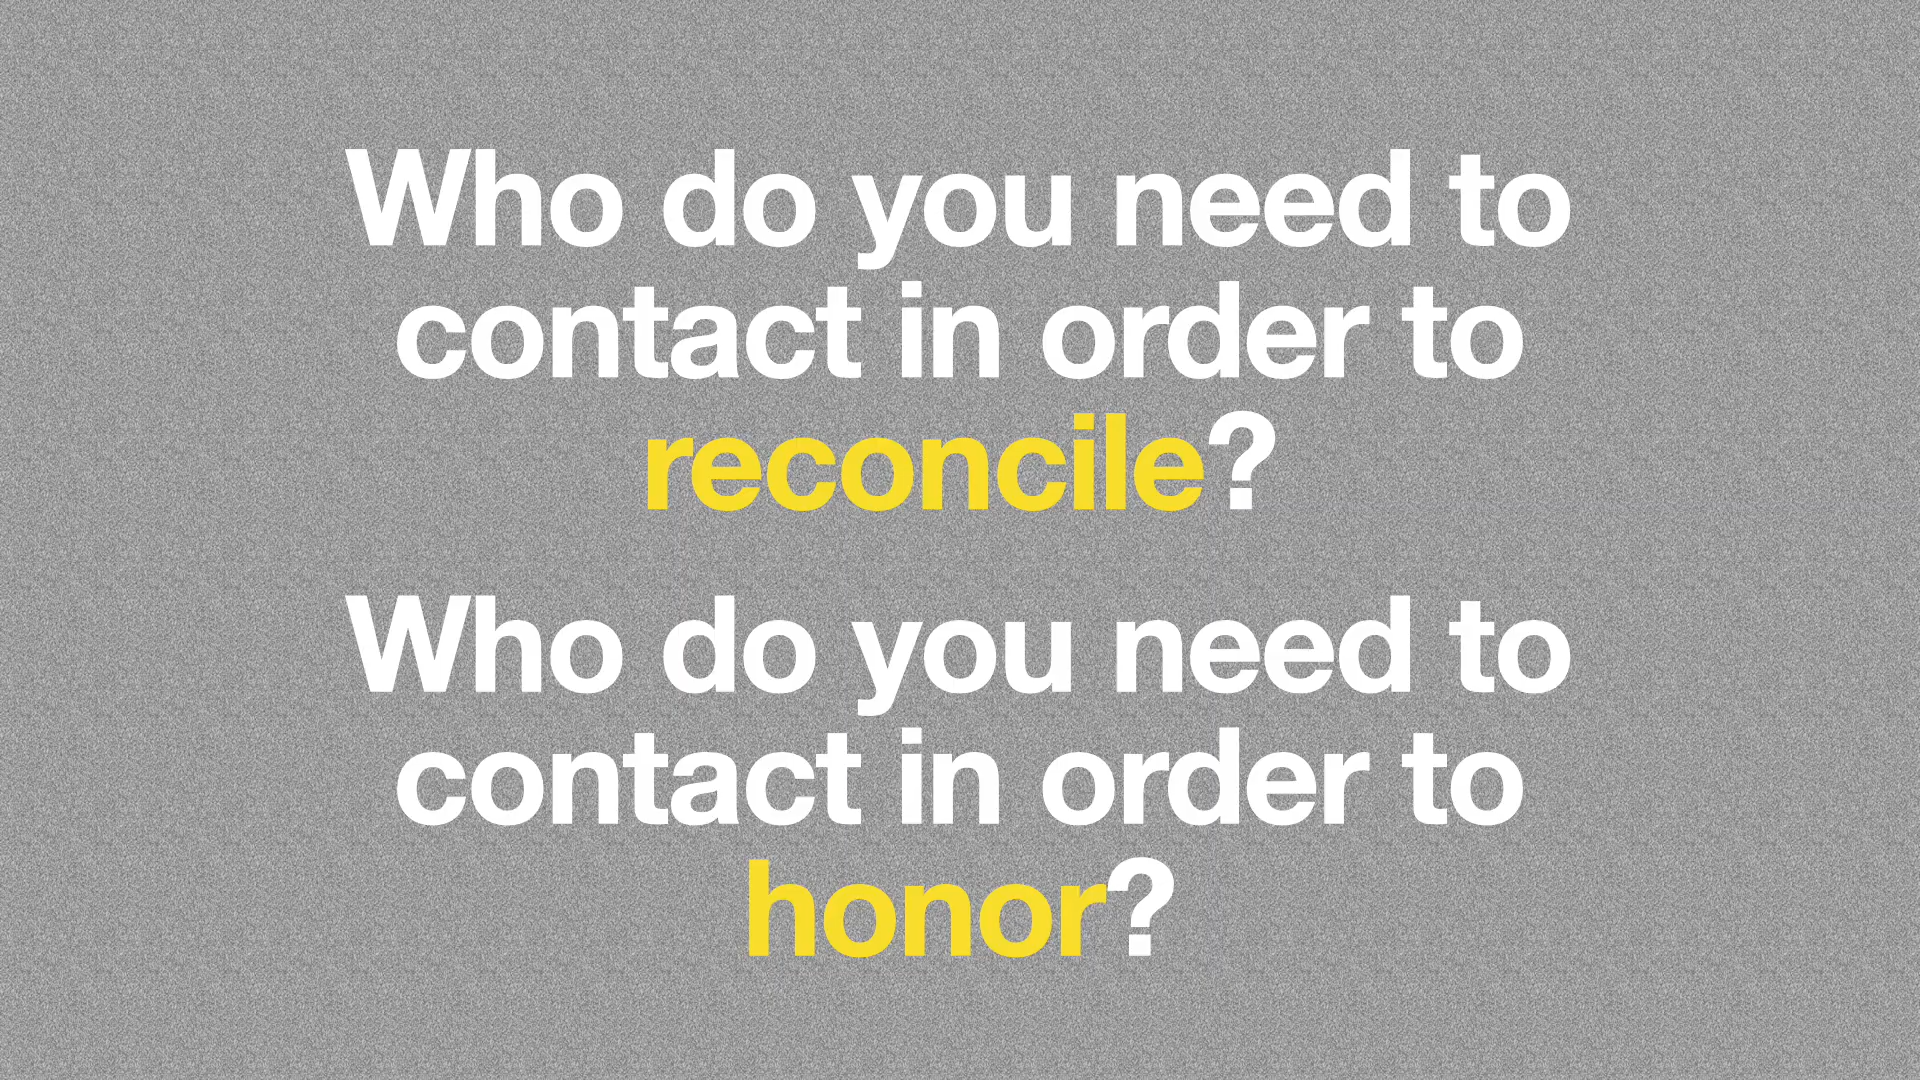 Who do you need to
contact in order to
reconcile?
Who do you need to
contact in order to
honor?